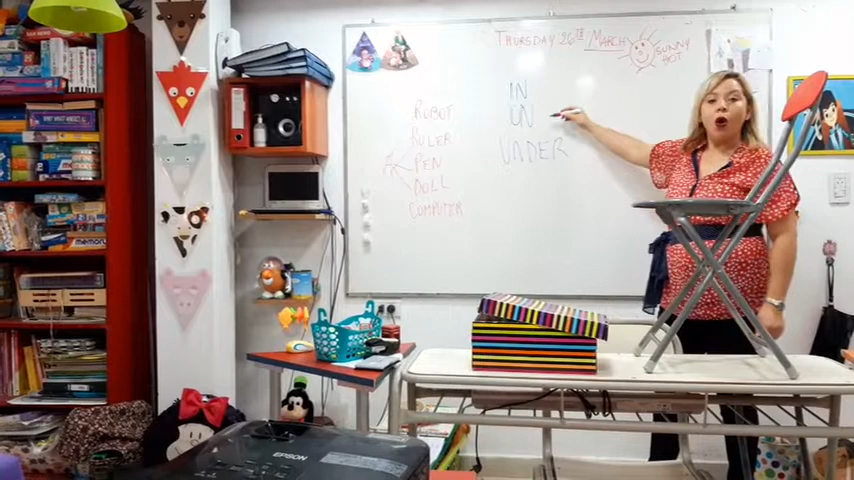 THURSDAY 26TH MARCH
SUNNY
HOT
IN
ON
UNDER
ROBOT
RULER
PEN
DOLL
COMPUTER
EPSON